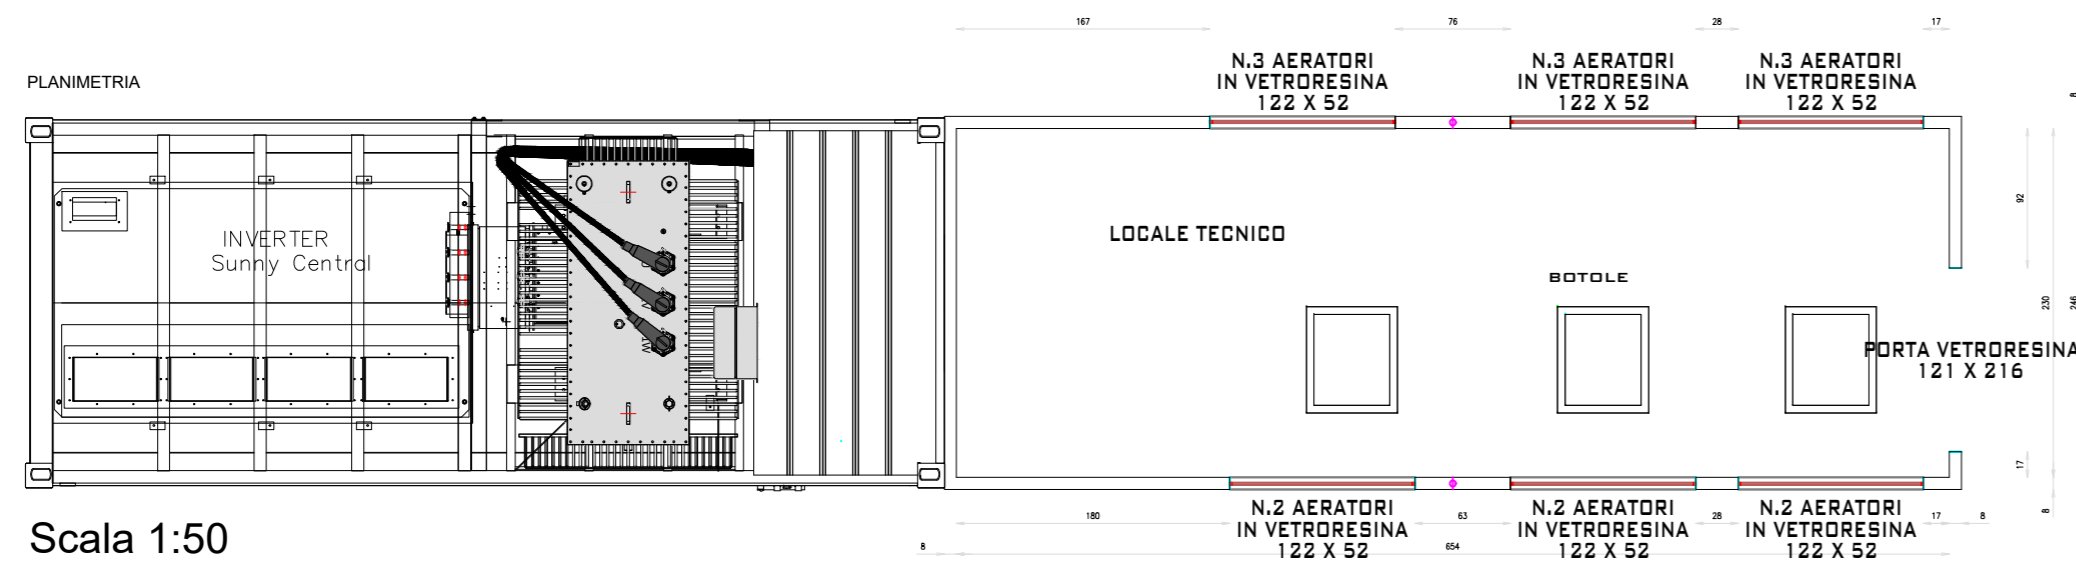 167
76
28
17
N.3 AERATORI
IN VETRORESINA
122 X 52
N.3 AERATORI
IN VETRORESINA
122 X 52
N.3 AERATORI
IN VETRORESINA
122 X 52
PLANIMETRIA
8
92
INVERTER
Sunny Central
LOCALE TECNICO
BOTOLE
230
246
PORTA VETRORESINA
121 X 216
17
8
N.2 AERATORI
IN VETRORESINA
122 X 52
N.2 AERATORI
IN VETRORESINA
122 X 52
N.2 AERATORI
IN VETRORESINA
122 X 52
180
63
28
17
8
8
654
Scala 1:50